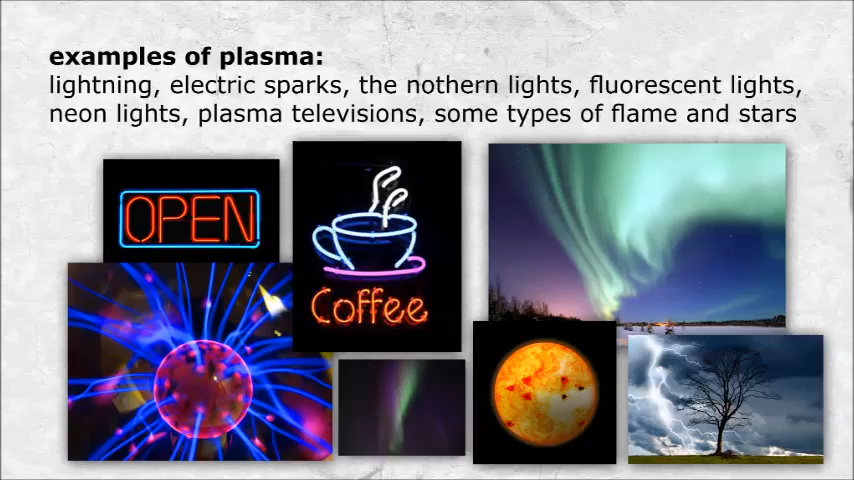 examples of plasma:
lightning, electric sparks, the nothern lights, fluorescent lights,
neon lights, plasma televisions, some types of flame and stars
OPEN
Coffee